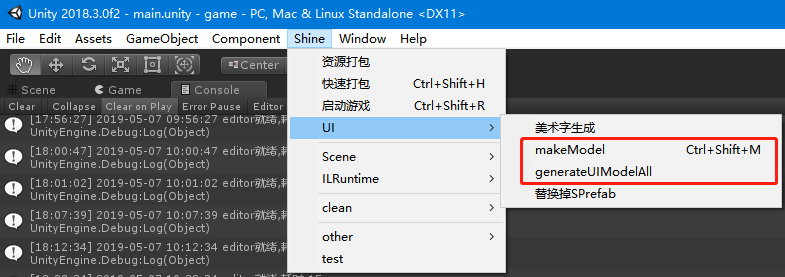 Unity 2018.3.0f2 - main.unity - game - PC, Mac & Linux Standalone <DX11>
File Edit Assets GameObject Component Shine Window Help
Center
Scene Game Console
Clear Collapse Clear on Play Error Pause Editor
[17:56:27] 2019-05-07 09:56:27 editor就绪,耗
UnityEngine.Debug:Log(Object)
[18:00:47] 2019-05-07 10:00:47 editor就绪,耗
UnityEngine.Debug:Log(Object)
[18:01:02] 2019-05-07 10:01:02 editor就绪,耗
UnityEngine.Debug:Log(Object)
[18:07:39] 2019-05-07 10:07:39 editor就绪,耗
UnityEngine.Debug:Log(Object)
[18:12:34] 2019-05-07 10:12:34 editor就绪,耗
UnityEngine.Debug:Log(Object)
资源打包
快速打包 Ctrl+Shift+H
启动游戏 Ctrl+Shift+R
UI
Scene
ILRuntime
clean
other
test
美术字生成
makeModel Ctrl+Shift+M
generateUIModelAll
替换掉SPrefab